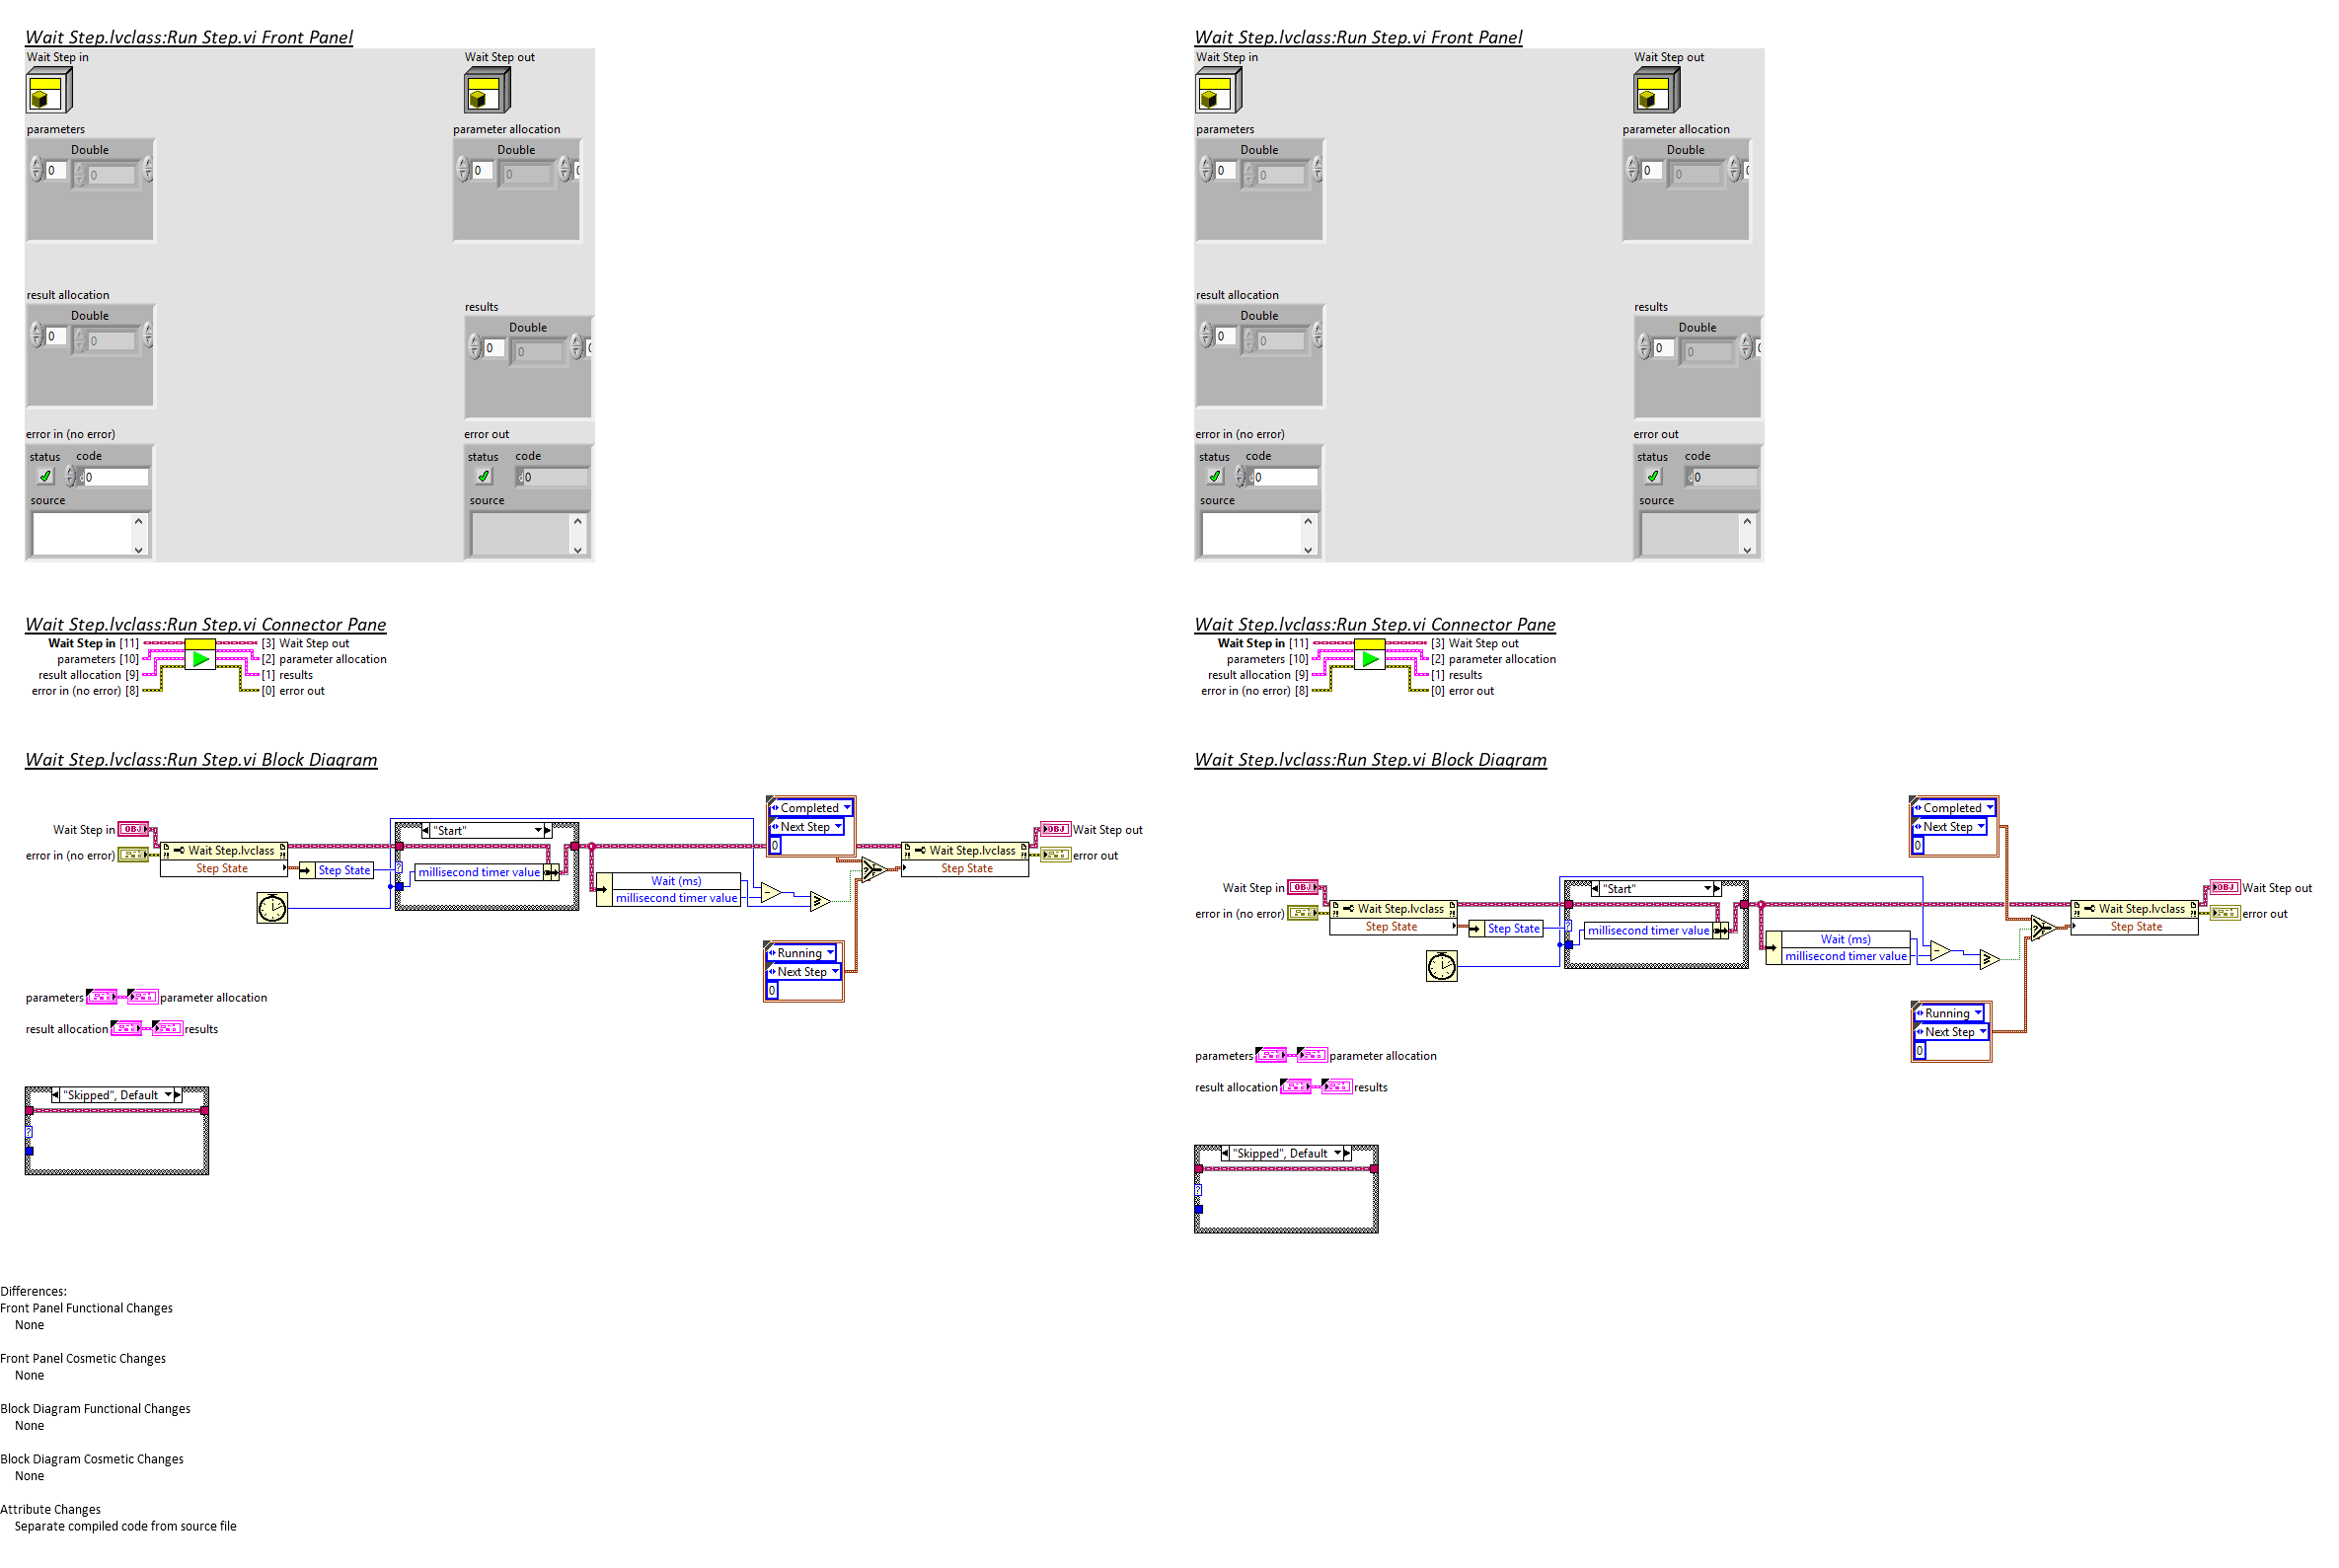 Wait Step.lvclass:Run Step.vi Front Panel
Wait Step in
Wait Step out
parameters
parameter allocation
Double
Double
0
0
0
0
result allocation
results
Double
Double
0
0
0
0
error in (no error)
error out
status
code
status
code
0
0
source
source
Wait Step.lvclass:Run Step.vi Connector Pane
Wait Step in [11]
[3] Wait Step out
parameters [10]
[2] parameter allocation
result allocation [9]
[1] results
error in (no error) [8]
[0] error out
Wait Step.lvclass:Run Step.vi Block Diagram
Completed
Next Step
0
Wait Step in
OBJ
"Start"
OBJ
Wait Step out
error in (no error)
Wait Step.lvclass
Wait Step.lvclass
error out
Step State
Step State
millisecond timer value
Step State
Wait (ms)
millisecond timer value
Running
Next Step
0
parameters
parameter allocation
result allocation
results
"Skipped", Default
?
Wait Step.lvclass:Run Step.vi Front Panel
Wait Step in
Wait Step out
parameters
parameter allocation
Double
Double
0
0
0
0
result allocation
results
Double
Double
0
0
0
0
error in (no error)
error out
status
code
status
code
0
0
source
source
Wait Step.lvclass:Run Step.vi Connector Pane
Wait Step in [11]
[3] Wait Step out
parameters [10]
[2] parameter allocation
result allocation [9]
[1] results
error in (no error) [8]
[0] error out
Wait Step.lvclass:Run Step.vi Block Diagram
Completed
Next Step
0
Wait Step in
OBJ
"Start"
OBJ
Wait Step out
error in (no error)
Wait Step.lvclass
Wait Step.lvclass
error out
Step State
Step State
millisecond timer value
Step State
Wait (ms)
millisecond timer value
Running
Next Step
0
parameters
parameter allocation
result allocation
results
"Skipped", Default
?
Differences:
Front Panel Functional Changes
None
Front Panel Cosmetic Changes
None
Block Diagram Functional Changes
None
Block Diagram Cosmetic Changes
None
Attribute Changes
Separate compiled code from source file